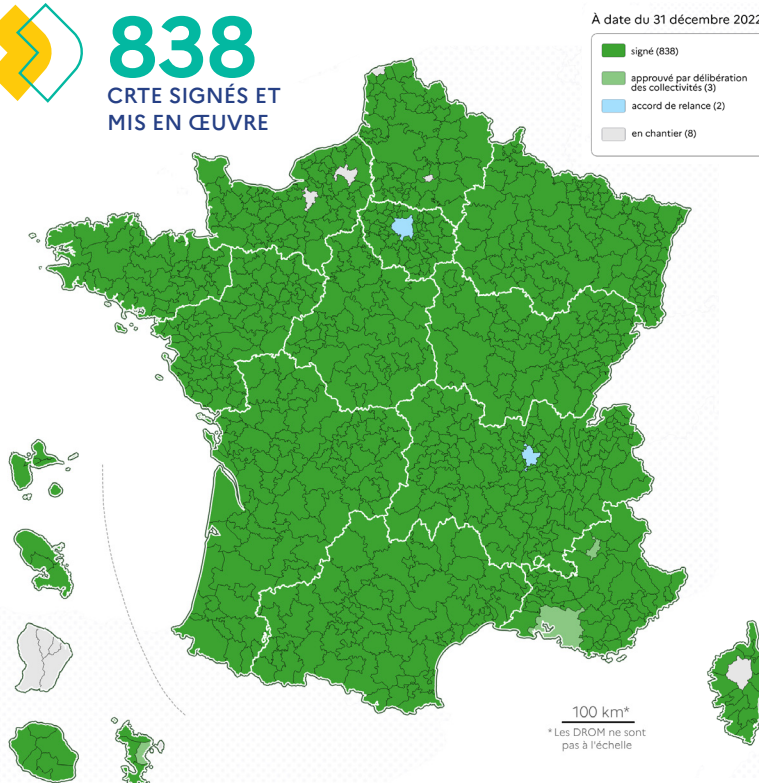 838
CRTE SIGNÉS ET
MIS EN ŒUVRE
À date du 31 décembre 2022
signé (838)
approuvé par délibération
des collectivités (3)
accord de relance (2)
en chantier (8)
100 km*
* Les DROM ne sont
pas à l'échelle